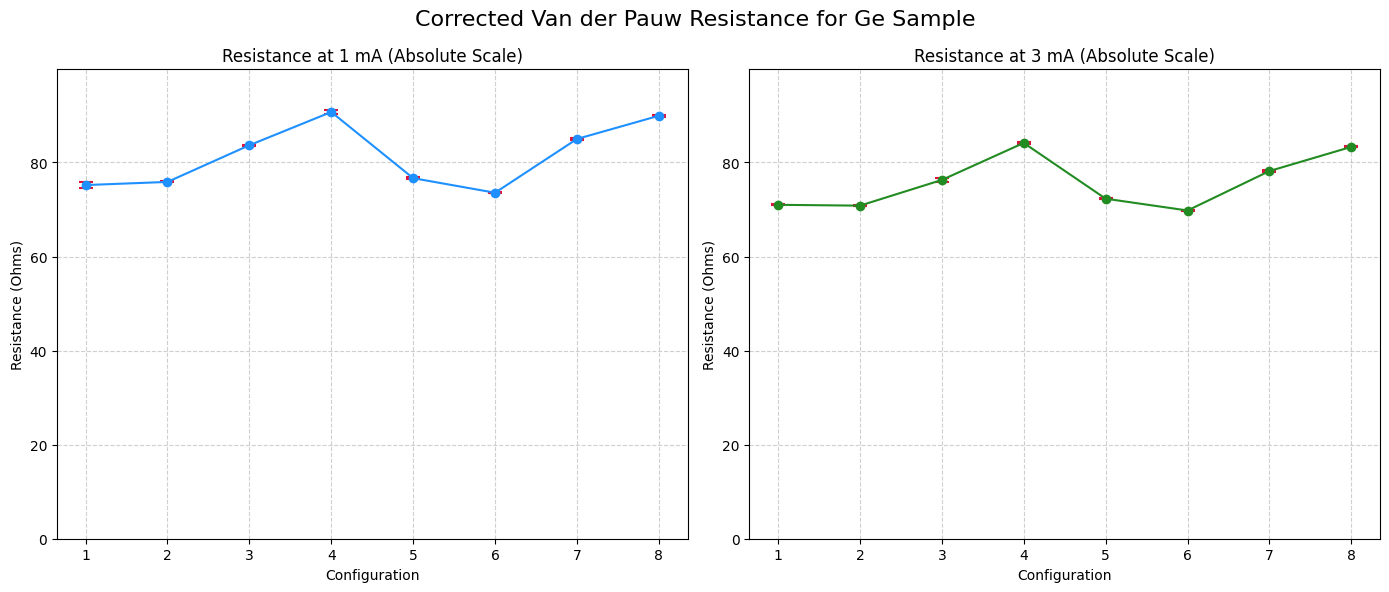 Corrected Van der Pauw Resistance for Ge Sample
Resistance at 1 mA (Absolute Scale)
Resistance (Ohms)
80
60
40
20
0
1 2 3 4 5 6 7 8
Configuration
Resistance at 3 mA (Absolute Scale)
Resistance (Ohms)
80
60
40
20
0
1 2 3 4 5 6 7 8
Configuration